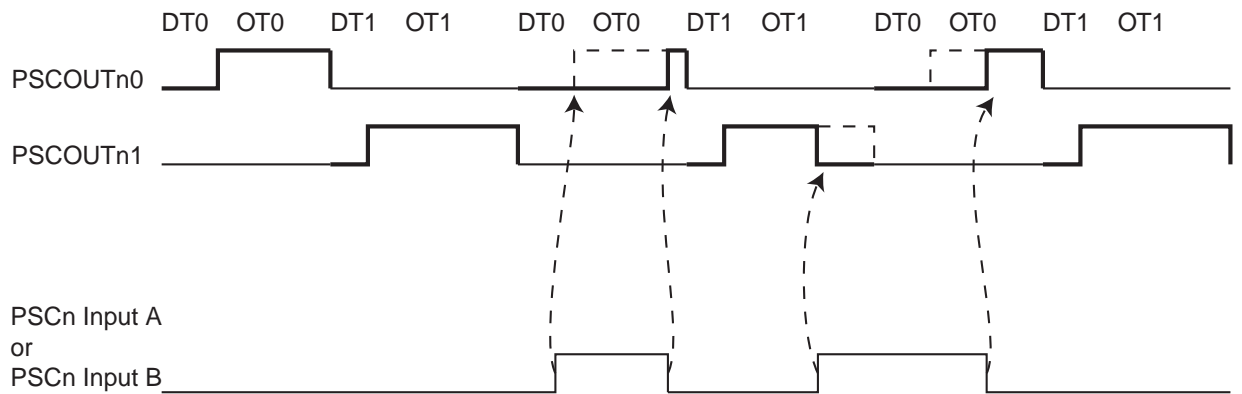 DT0 OT0 DT1 OT1 DT0 OT0 DT1 OT1 DT0 OT0 DT1 OT1
PSCOUTn0
PSCOUTn1
PSCn Input A
or
PSCn Input B